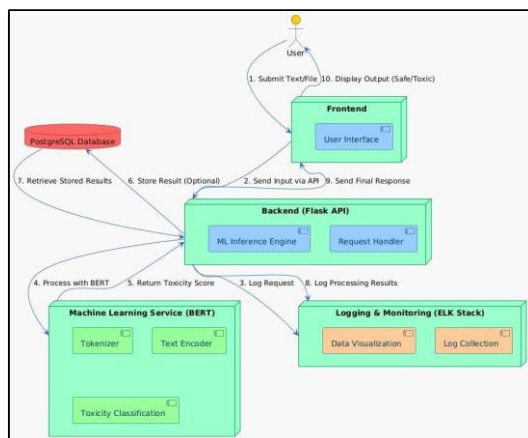 User
1. Submit Text/File
10. Display Output (Safe/Toxic)
Frontend
User Interface
PostgreSQL Database
7. Retrieve Stored Results
6. Store Result (Optional)
2. Send Input via API
9. Send Final Response
Backend (Flask API)
ML Inference Engine
Request Handler
4. Process with BERT
5. Return Toxicity Score
3. Log Request
8. Log Processing Results
Machine Learning Service (BERT)
Tokenizer
Text Encoder
Toxicity Classification
Logging & Monitoring (ELK Stack)
Data Visualization
Log Collection